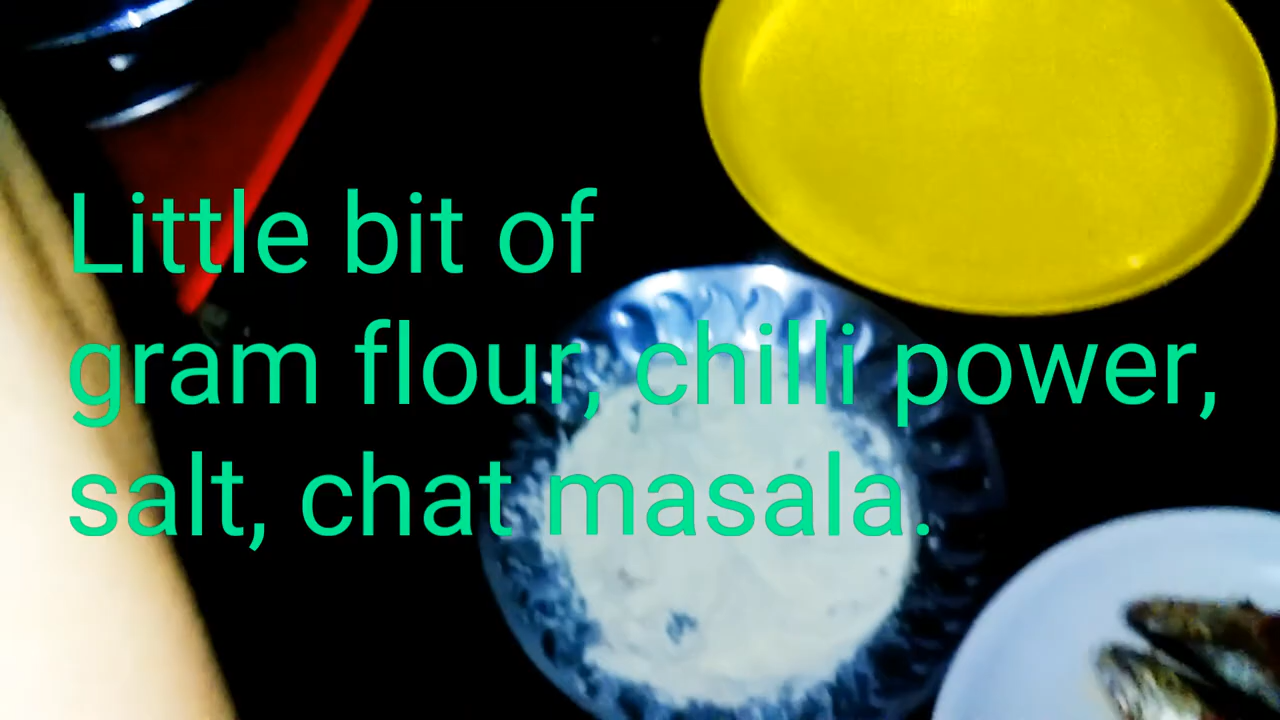 Little bit of
gram flour, chilli power,
salt, chat masala.